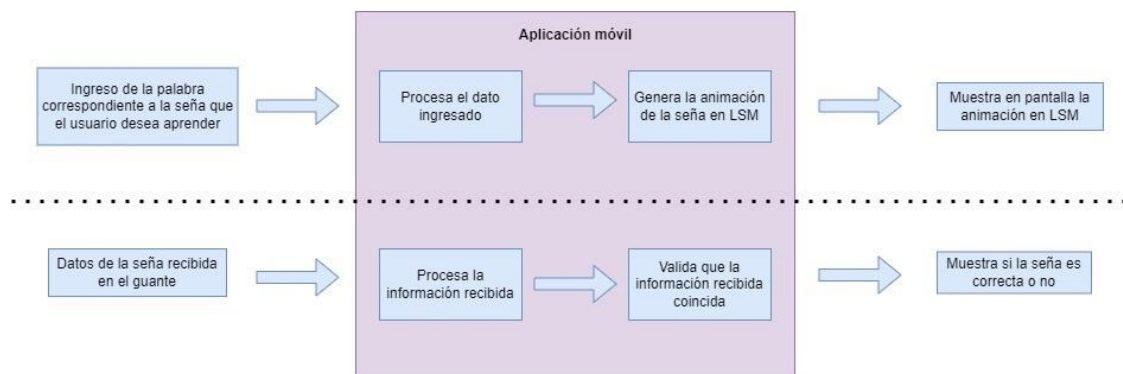 Aplicación móvil
Ingreso de la palabra
correspondiente a la seña que
el usuario desea aprender
Procesa el dato
ingresado
Genera la animación
de la seña en LSM
Muestra en pantalla la
animación en LSM
Datos de la seña recibida
en el guante
Procesa la
información recibida
Valida que la
información recibida
coincida
Muestra si la seña es
correcta o no